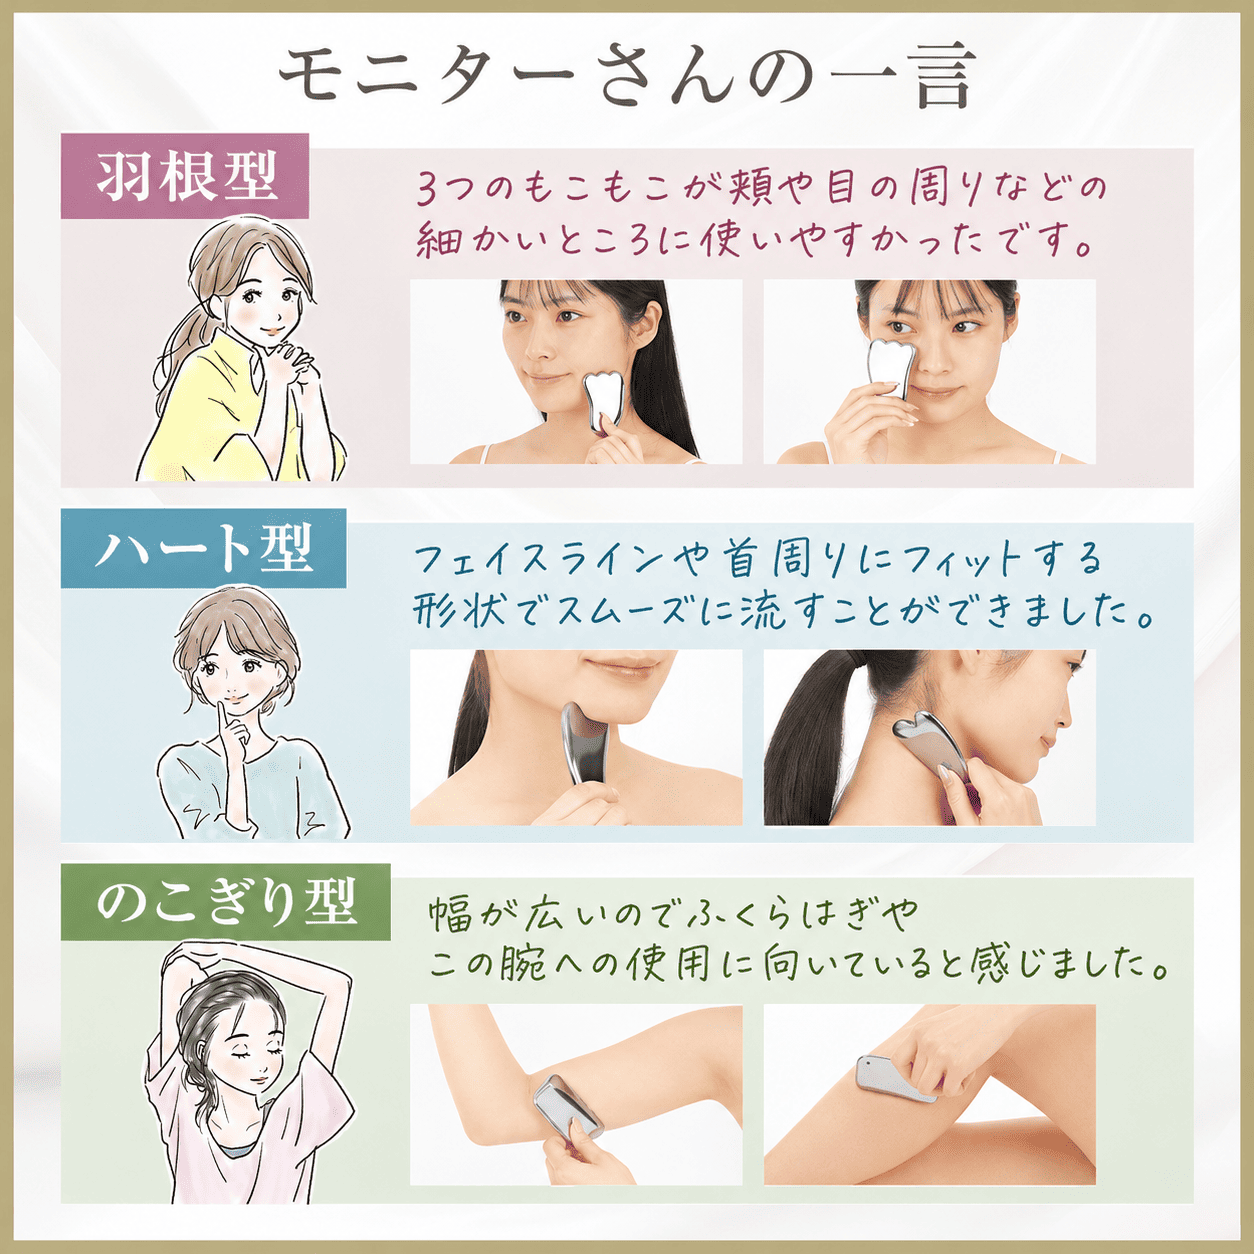 モニターさんの一言
羽根型
3つのもこもこが頬や目の周りなどの
細かいところに使いやすかったです。
ハート型
フェイスラインや首周りにフィットする
形状でスムーズに流すことができました。
のこぎり型
幅が広いのでふくらはぎや
この腕への使用に向いていると感じました。